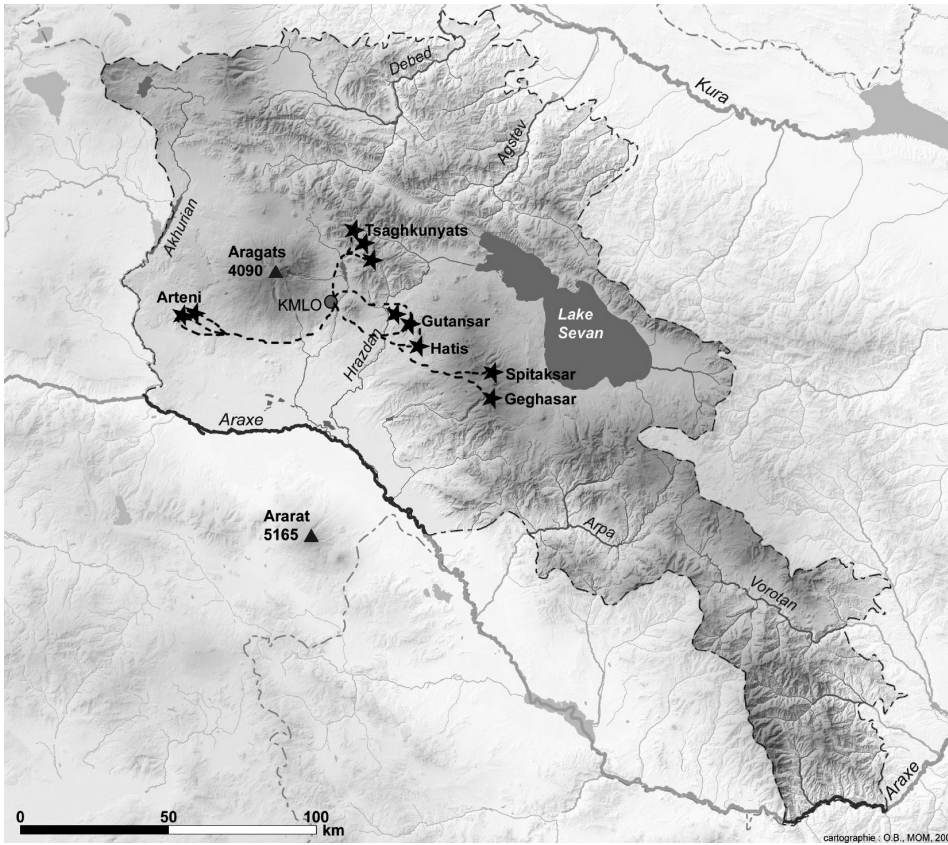 Debed
Kura
Agstev
Akhurian
Tsaghkunyats
Aragats
4090
Arteni
KMLO
Lake
Sevan
Gutansar
Hrazdan
Hatis
Spitaksar
Geghasar
Araxe
Ararat
5165
Arpa
Vorotan
Araxe
0 50 100
km
cartographie : O.B., MOM,